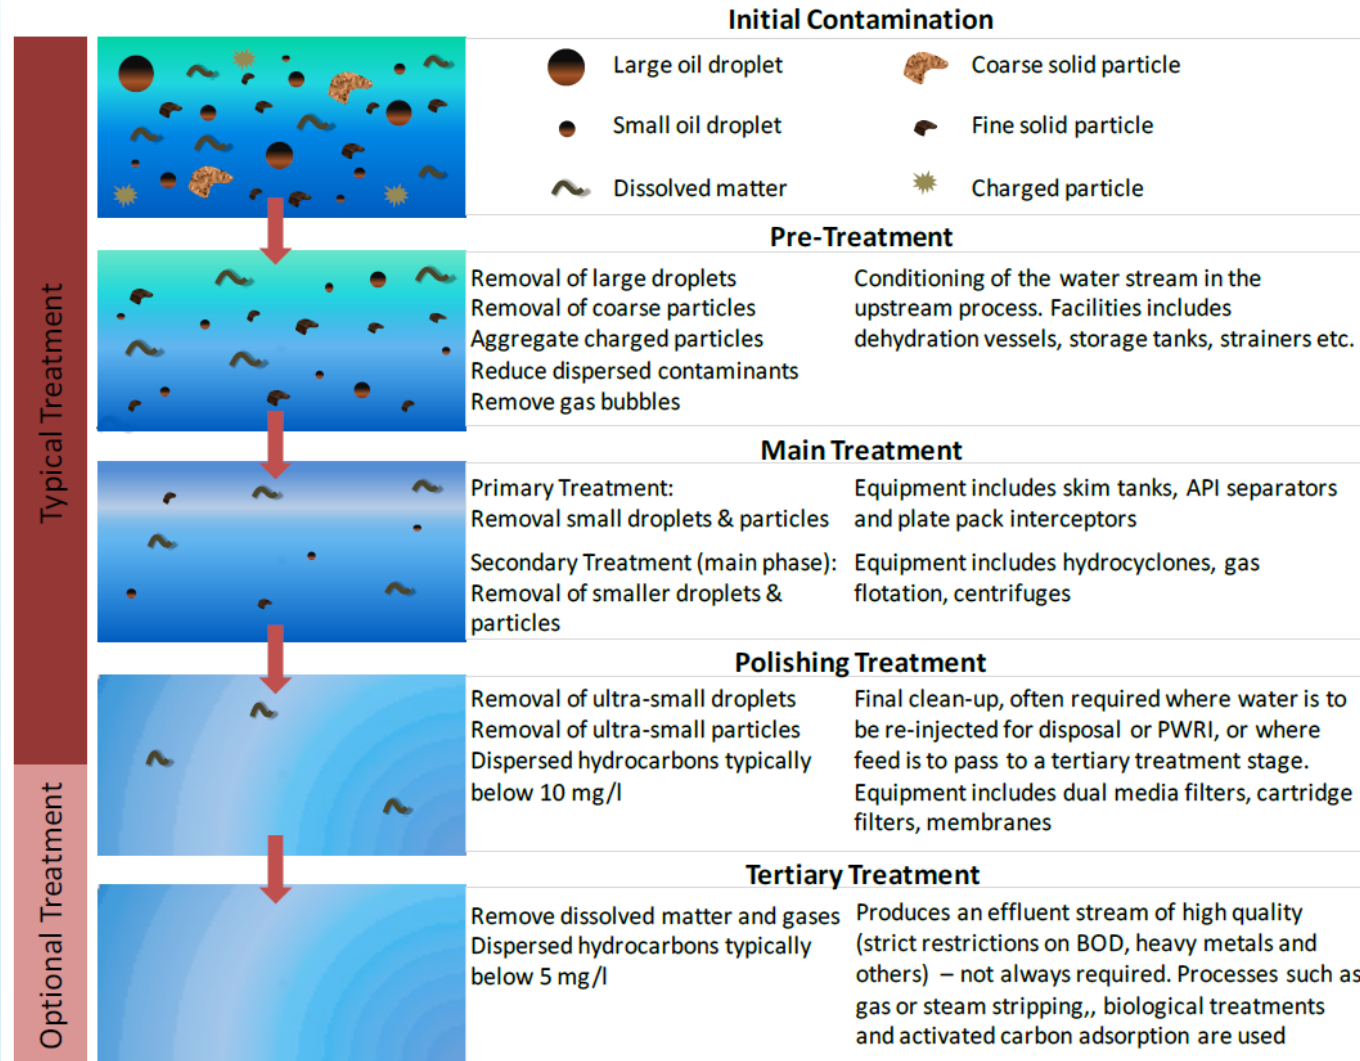 Initial Contamination
Large oil droplet
Coarse solid particle
Small oil droplet
Fine solid particle
Dissolved matter
Charged particle
Typical Treatment
Pre-Treatment
Removal of large droplets
Removal of coarse particles
Aggregate charged particles
Reduce dispersed contaminants
Remove gas bubbles
Conditioning of the water stream in the
upstream process. Facilities includes
dehydration vessels, storage tanks, strainers etc.
Main Treatment
Primary Treatment:
Removal small droplets & particles
Equipment includes skim tanks, API separators
and plate pack interceptors
Secondary Treatment (main phase):
Removal of smaller droplets &
particles
Equipment includes hydrocyclones, gas
flotation, centrifuges
Polishing Treatment
Removal of ultra-small droplets
Removal of ultra-small particles
Dispersed hydrocarbons typically
below 10 mg/l
Final clean-up, often required where water is to
be re-injected for disposal or PWRI, or where
feed is to pass to a tertiary treatment stage.
Equipment includes dual media filters, cartridge
filters, membranes
Optional Treatment
Tertiary Treatment
Remove dissolved matter and gases
Dispersed hydrocarbons typically
below 5 mg/l
Produces an effluent stream of high quality
(strict restrictions on BOD, heavy metals and
others) – not always required. Processes such as
gas or steam stripping,, biological treatments
and activated carbon adsorption are used